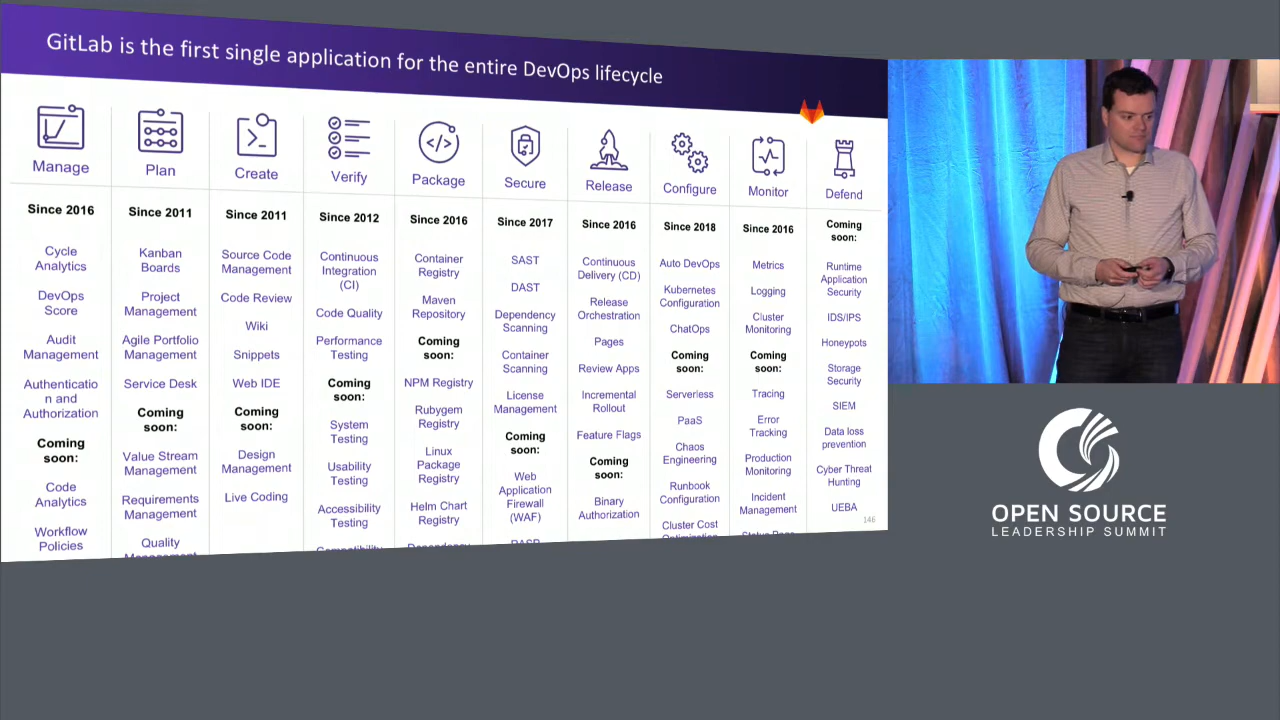 GitLab is the first single application for the entire DevOps lifecycle
Manage
Since 2016
Cycle
Analytics
DevOps
Score
Audit
Management
Authenticatio
n and
Authorization
Coming
soon:
Code
Analytics
Workflow
Policies
Plan
Since 2011
Kanban
Boards
Project
Management
Agile Portfolio
Management
Service Desk
Coming
soon:
Value Stream
Management
Requirements
Management
Quality
Create
Since 2011
Source Code
Management
Code Review
Wiki
Snippets
Web IDE
Coming
soon:
Design
Management
Live Coding
Verify
Since 2012
Continuous
Integration
(CI)
Code Quality
Performance
Testing
Coming
soon:
System
Testing
Usability
Testing
Accessibility
Testing
Package
Since 2016
Container
Registry
Maven
Repository
Coming
soon:
NPM Registry
Rubygem
Registry
Linux
Package
Registry
Helm Chart
Registry
Secure
Since 2017
SAST
DAST
Dependency
Scanning
Container
Scanning
License
Management
Coming
soon:
Web
Application
Firewall
(WAF)
Release
Since 2016
Continuous
Delivery (CD)
Release
Orchestration
Pages
Review Apps
Incremental
Rollout
Feature Flags
Coming
soon:
Binary
Authorization
Configure
Since 2018
Auto DevOps
Kubernetes
Configuration
ChatOps
Coming
soon:
Serverless
PaaS
Chaos
Engineering
Runbook
Configuration
Cluster Cost
Monitor
Since 2016
Metrics
Logging
Cluster
Monitoring
Coming
soon:
Tracing
Error
Tracking
Production
Monitoring
Incident
Management
Defend
Coming
soon:
Runtime
Application
Security
IDS/IPS
Honeypots
Storage
Security
SIEM
Data loss
prevention
Cyber Threat
Hunting
UEBA
146
OPEN SOURCE
LEADERSHIP SUMMIT